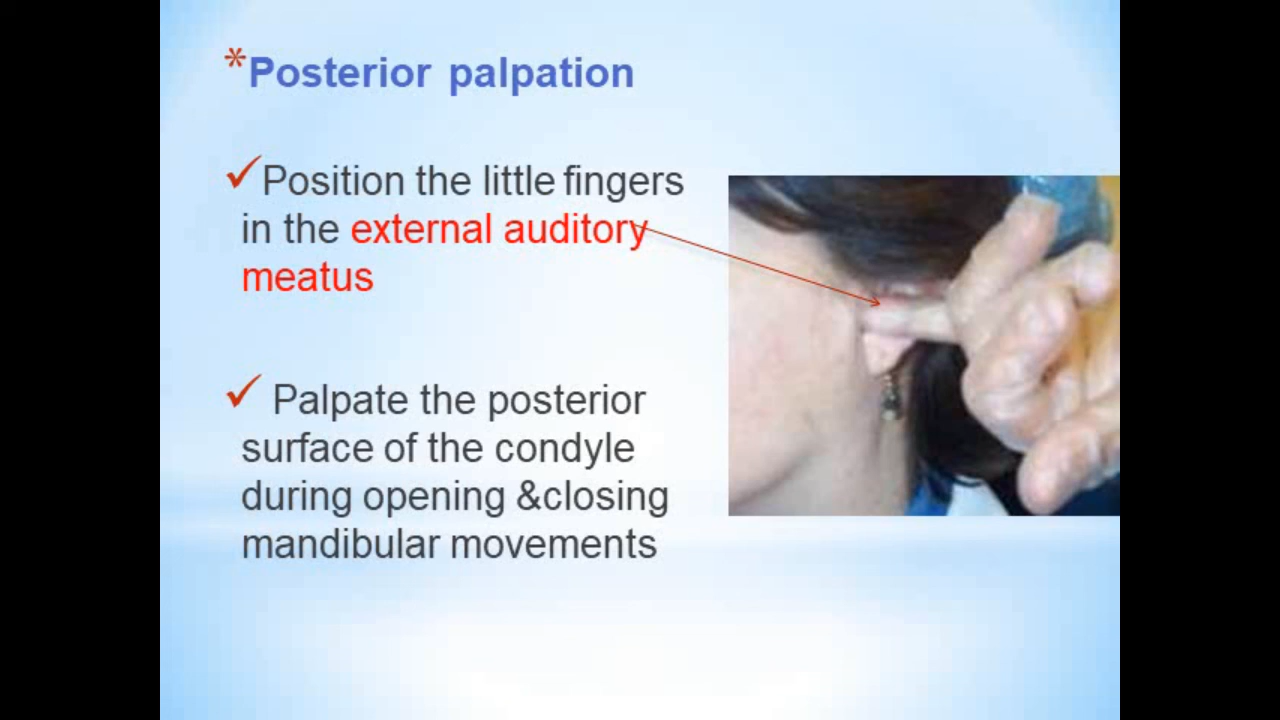 *Posterior palpation
✓Position the little fingers
in the external auditory
meatus
✓ Palpate the posterior
surface of the condyle
during opening &closing
mandibular movements